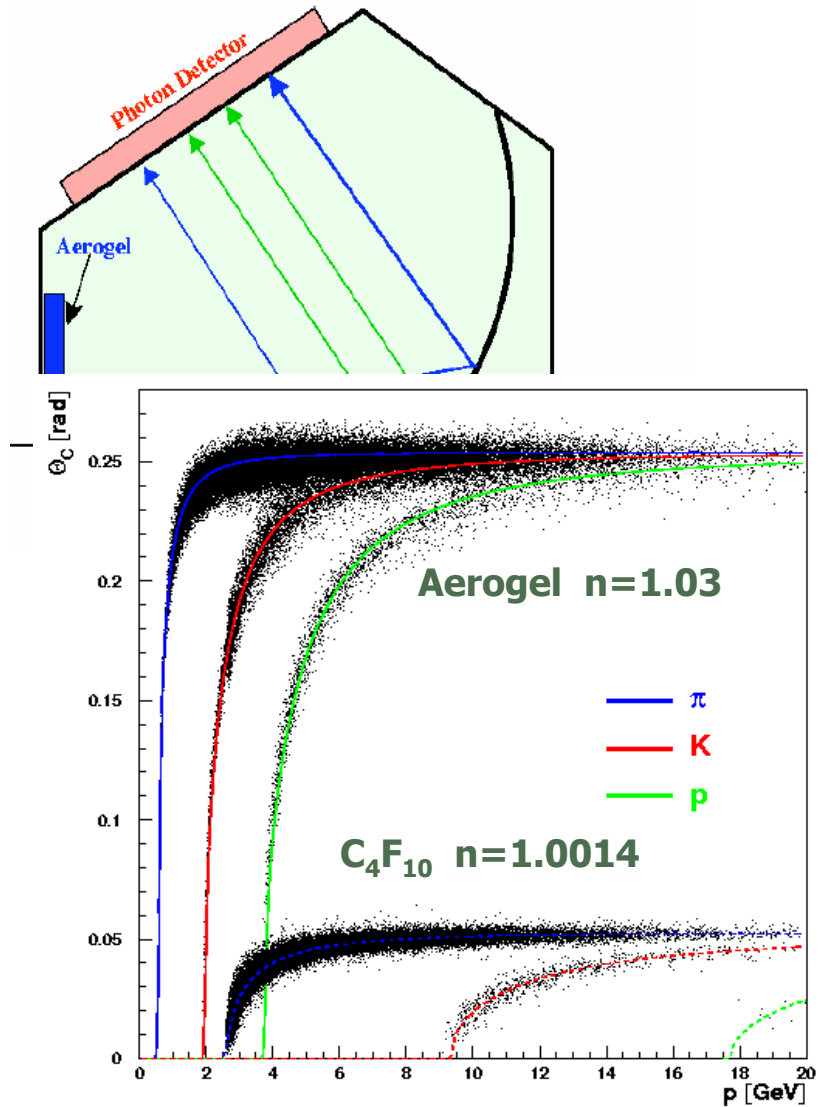 Photon Detector
Aerogel
Θ_C [rad]
0.25
0.2
0.15
0.1
0.05
0
Aerogel n=1.03
π
K
p
C₄F₁₀ n=1.0014
0 2 4 6 8 10 12 14 16 18 20
p [GeV]